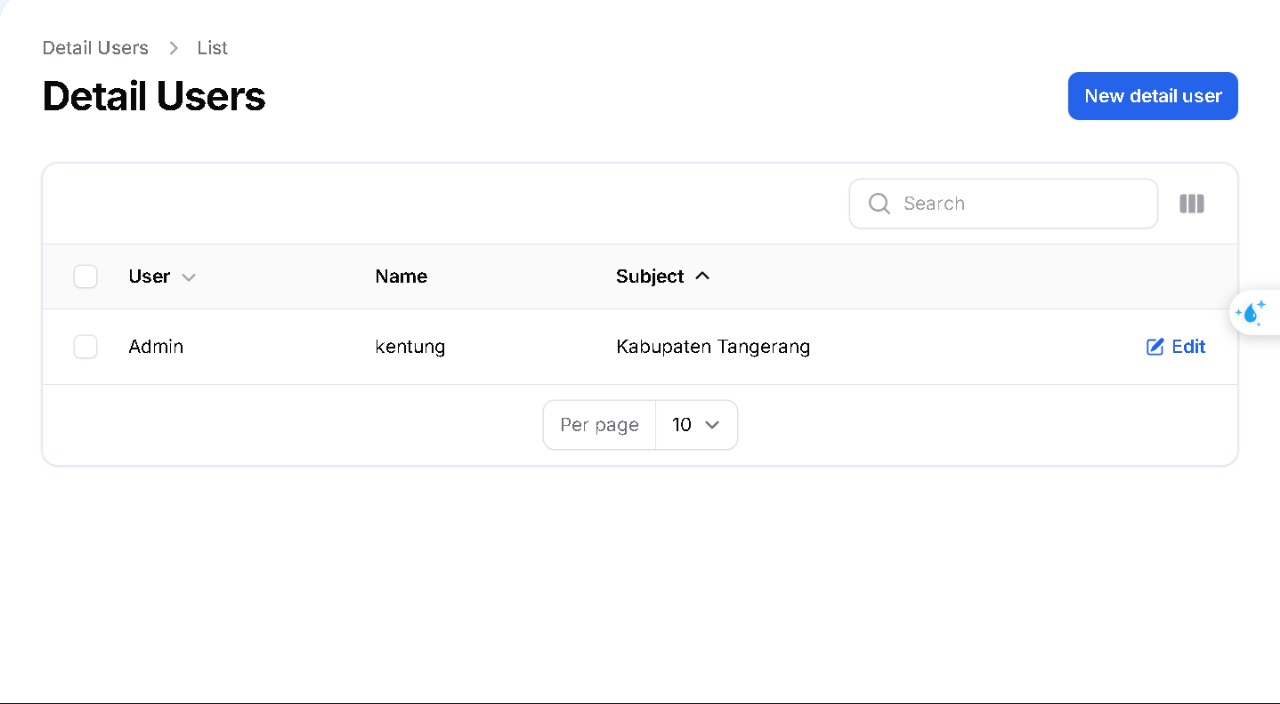 Detail Users > List
Detail Users
New detail user
Search
User Name Subject
Admin kentung Kabupaten Tangerang Edit
Per page 10